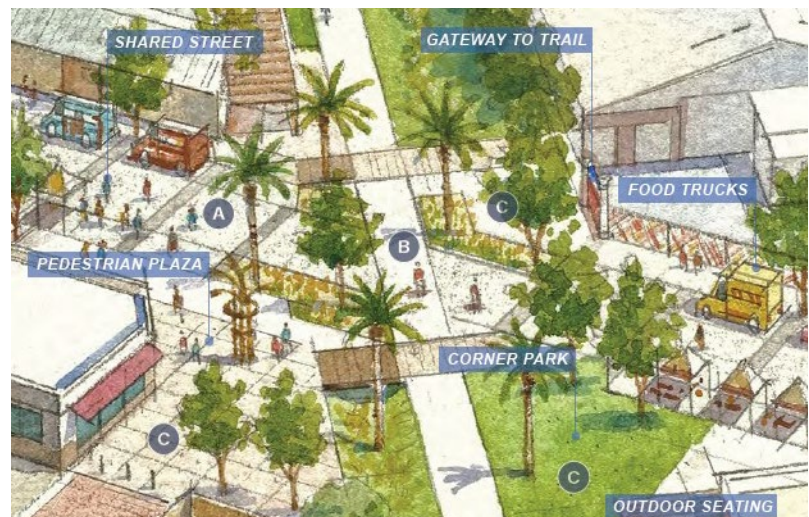 SHARED STREET
GATEWAY TO TRAIL
FOOD TRUCKS
A
C
B
PEDESTRIAN PLAZA
CORNER PARK
C
C
OUTDOOR SEATING